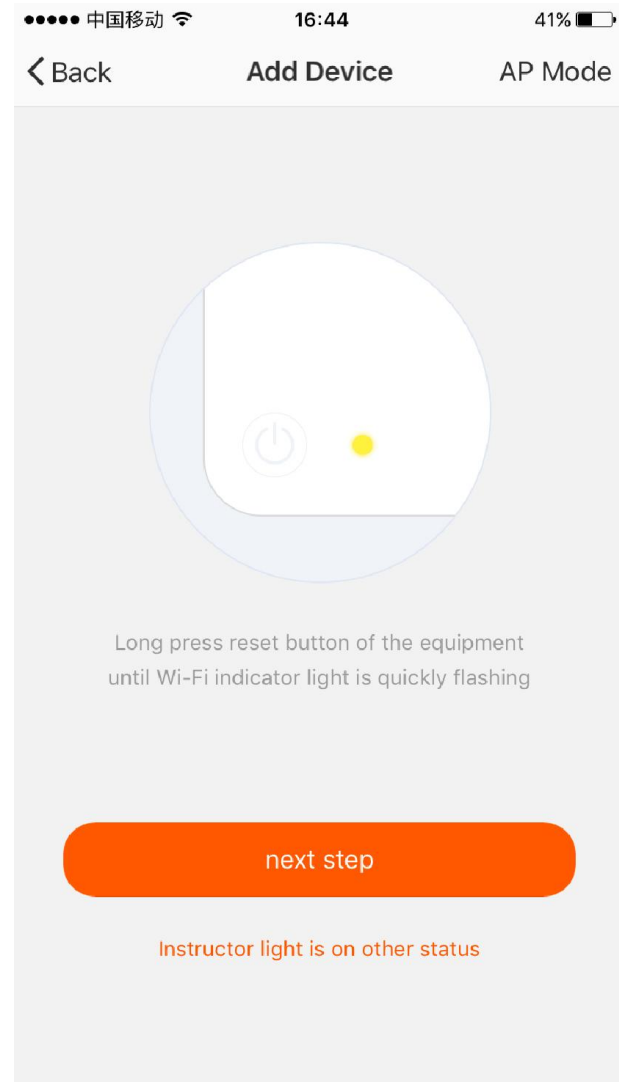 中国移动 16:44 41%
Back Add Device AP Mode
Long press reset button of the equipment
until Wi-Fi indicator light is quickly flashing
next step
Instructor light is on other status